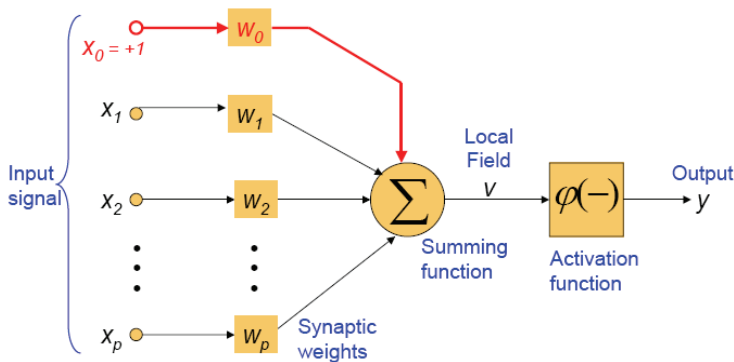 x0 = +1
w0
x1
w1
Input
signal
x2
w2
∑
Local
Field
v
φ(−)
Output
y
Summing
function
Activation
function
xp
wp
Synaptic
weights